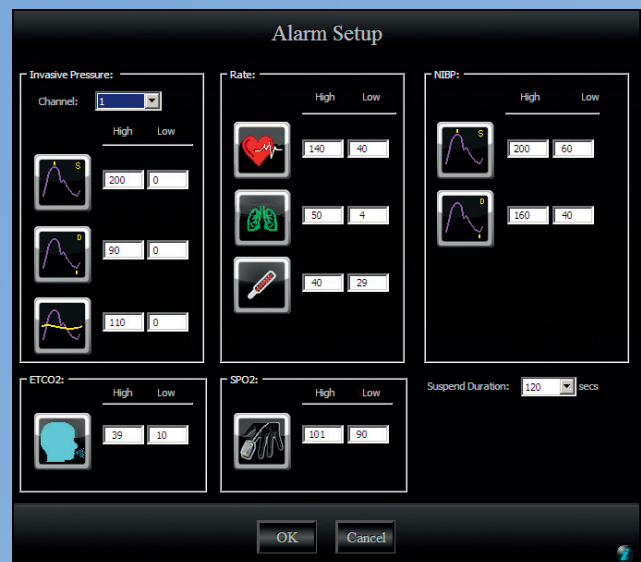 Alarm Setup
Invasive Pressure:
Channel: 1
High Low
S
200 0
D
90 0
110 0
Rate:
High Low
140 40
50 4
40 29
NIBP:
High Low
S
200 60
D
160 40
ETCO2:
High Low
39 10
SPO2:
High Low
101 90
Suspend Duration: 120 secs
OK Cancel
i